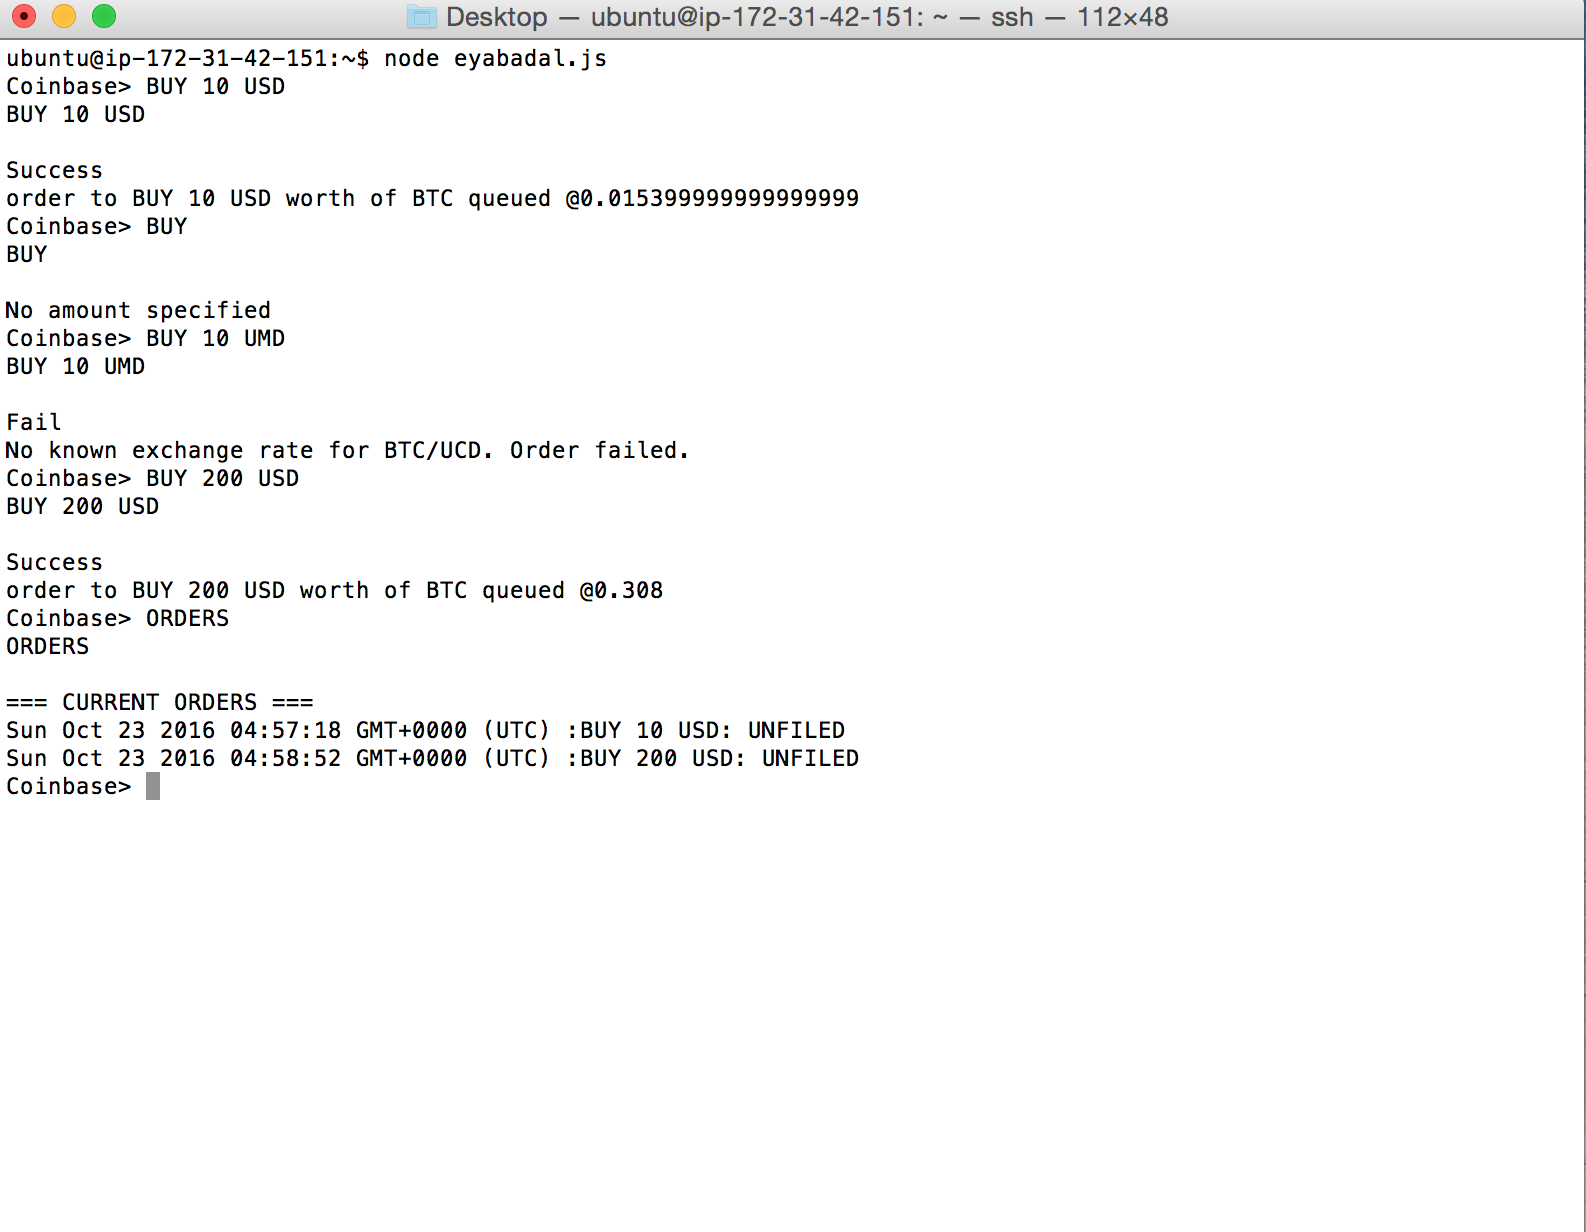 Desktop — ubuntu@ip-172-31-42-151: ~ — ssh — 112×48
ubuntu@ip-172-31-42-151:~$ node eyabadal.js
Coinbase> BUY 10 USD
BUY 10 USD
Success
order to BUY 10 USD worth of BTC queued @0.015399999999999999
Coinbase> BUY
BUY
No amount specified
Coinbase> BUY 10 UMD
BUY 10 UMD
Fail
No known exchange rate for BTC/UCD. Order failed.
Coinbase> BUY 200 USD
BUY 200 USD
Success
order to BUY 200 USD worth of BTC queued @0.308
Coinbase> ORDERS
ORDERS
=== CURRENT ORDERS ===
Sun Oct 23 2016 04:57:18 GMT+0000 (UTC) :BUY 10 USD: UNFILED
Sun Oct 23 2016 04:58:52 GMT+0000 (UTC) :BUY 200 USD: UNFILED
Coinbase>